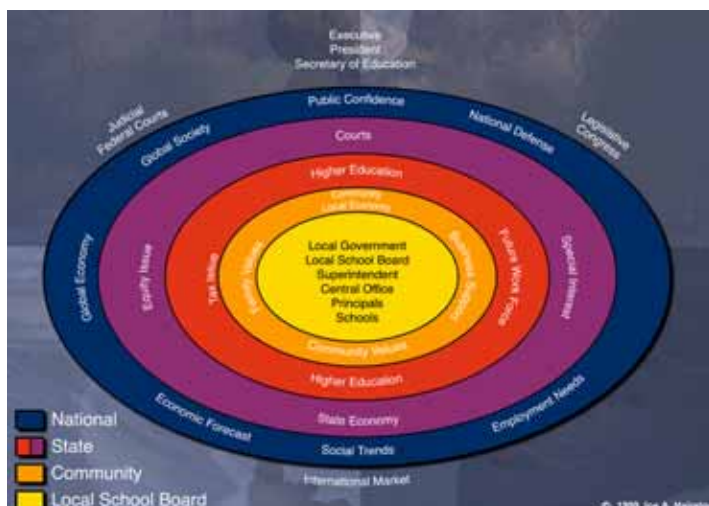 Executive
President
Secretary of Education
Judicial
Federal Courts
Legislative
Congress
Public Confidence
Global Society
National Defense
Courts
Higher Education
Community
Local Economy
Global Economy
Equity Issue
Tax Value
Family Values
Local Government
Local School Board
Superintendent
Central Office
Principals
Schools
Business Support
Future Work Force
Special Interest
Community Values
Higher Education
State Economy
Economic Forecast
Employment Needs
Social Trends
International Market
National
State
Community
Local School Board